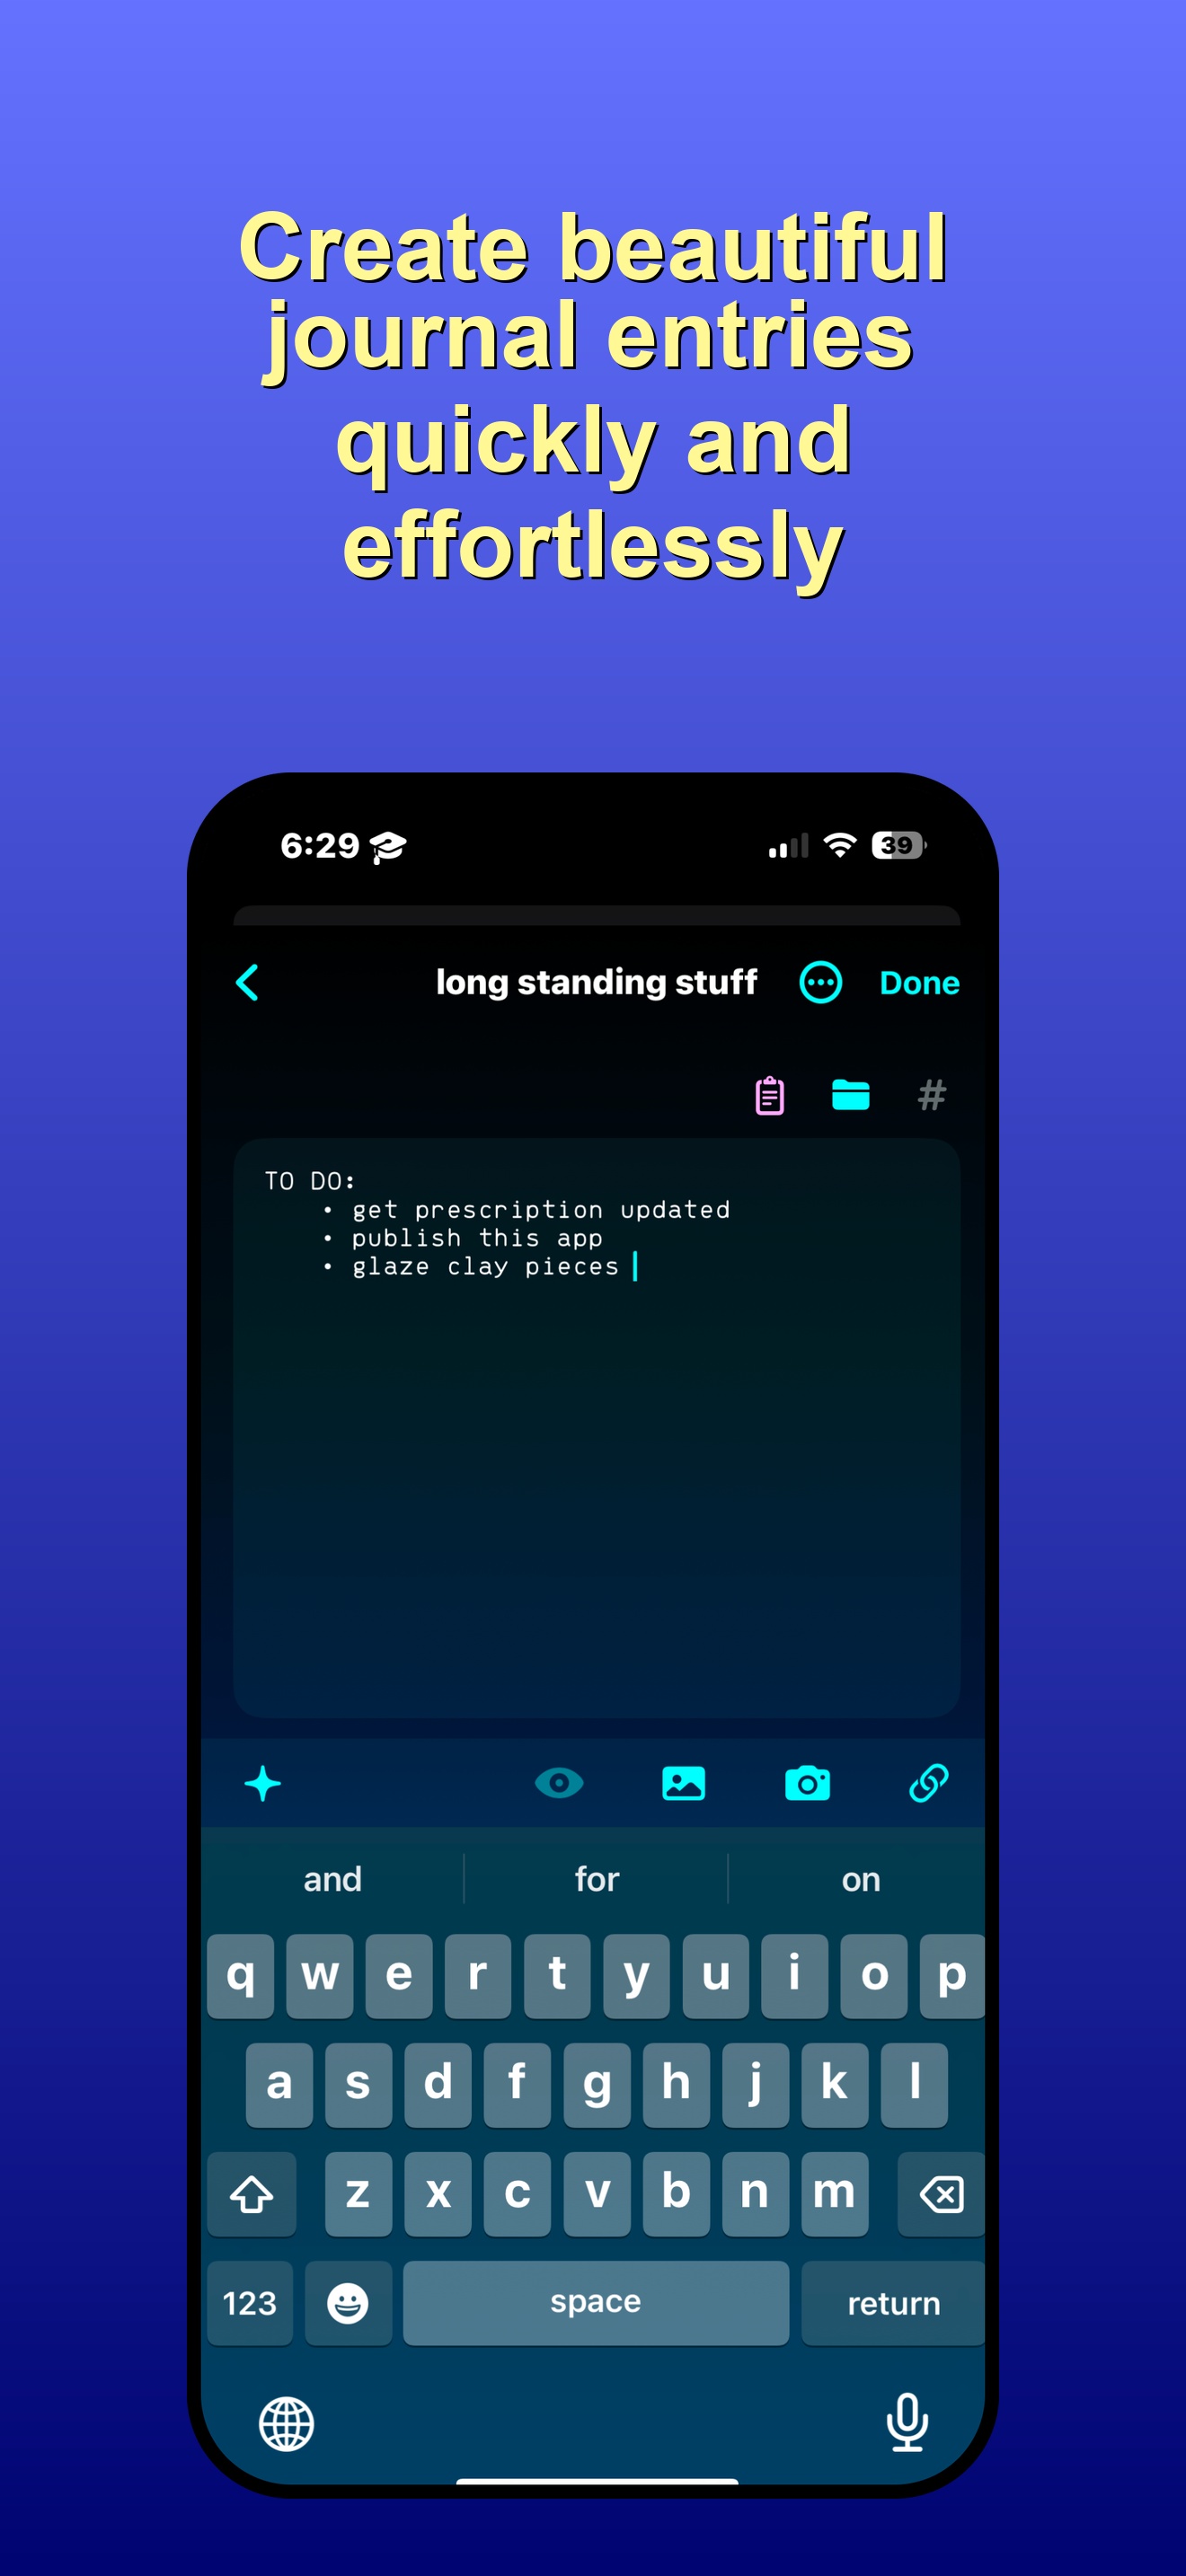 Create beautiful
journal entries
quickly and
effortlessly
6:29
39
long standing stuff
Done
#
TO DO:
• get prescription updated
• publish this app
• glaze clay pieces
and for on
q w e r t y u i o p
a s d f g h j k l
z x c v b n m
123 space return